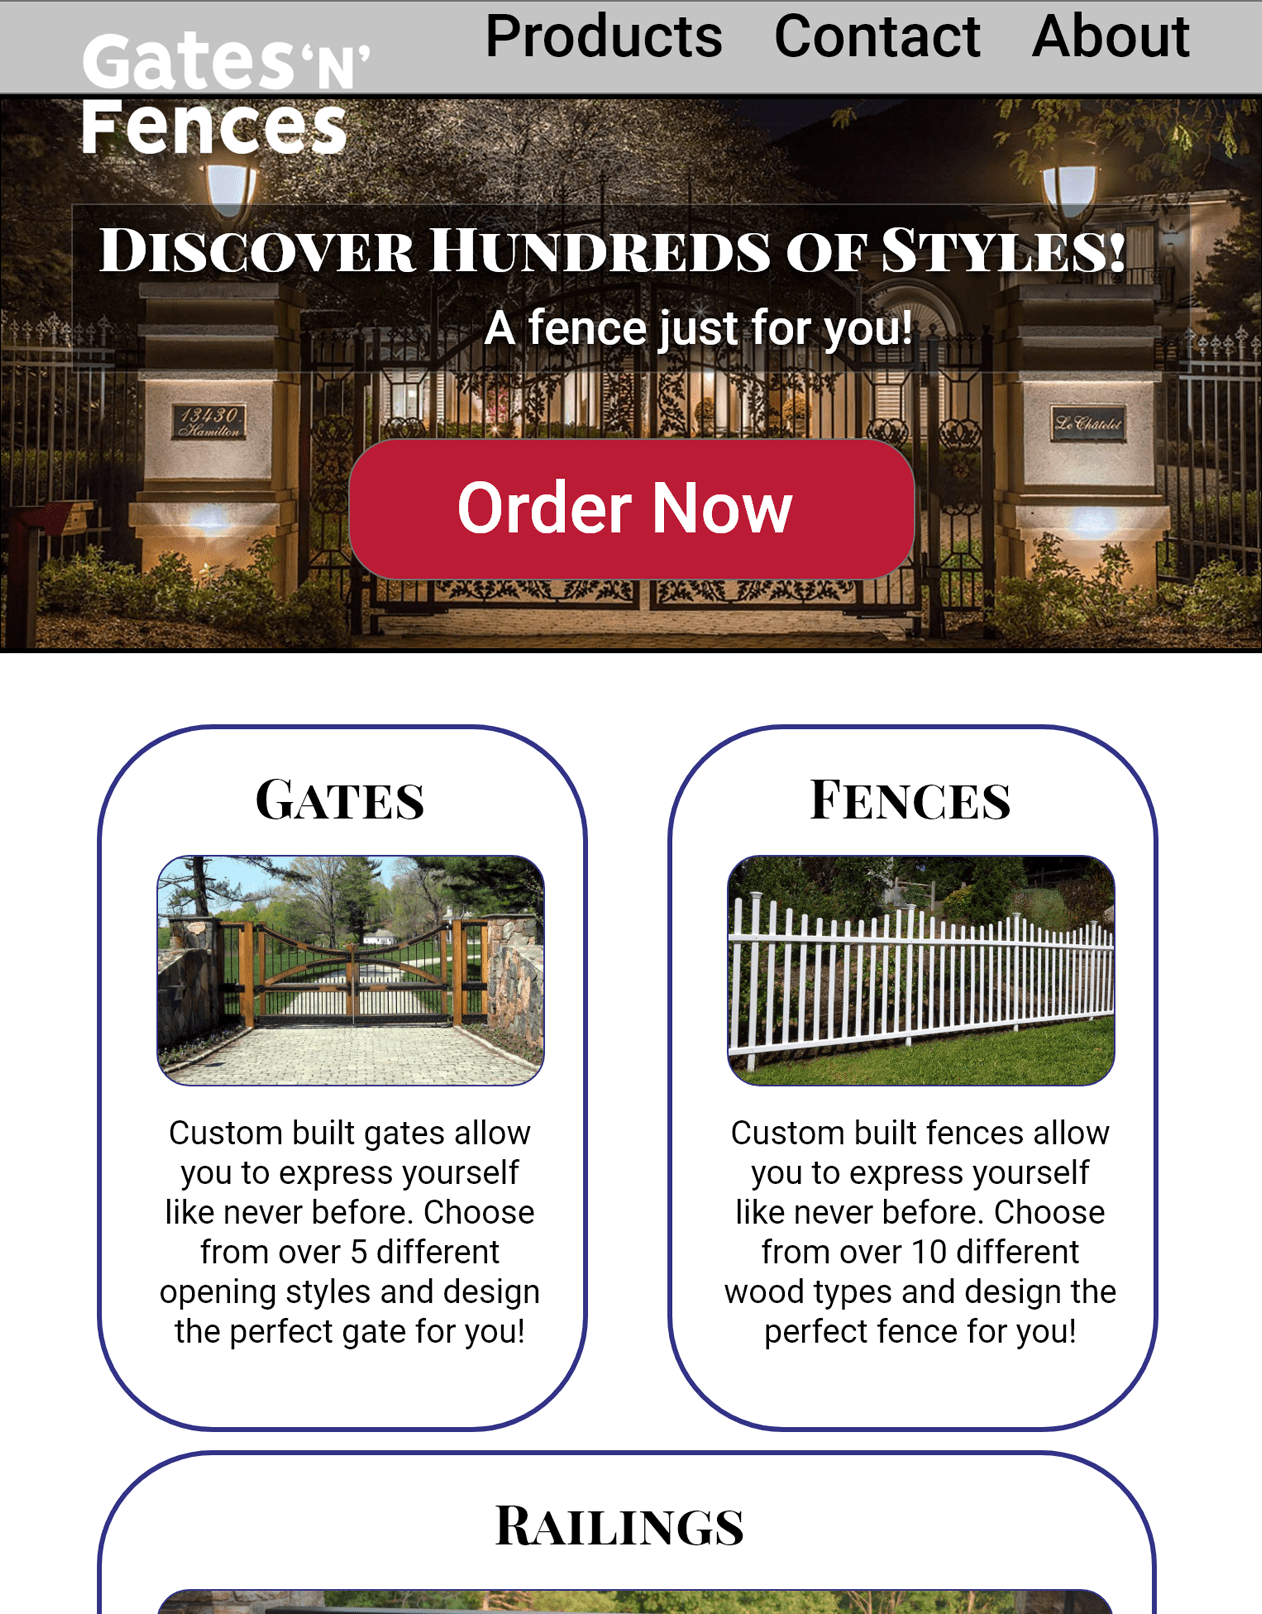 Products Contact About
Gates 'N'
Fences
Discover Hundreds of Styles!
A fence just for you!
13430.
Hamilton
Le Châtelet
Order Now
Gates
Fences
Custom built gates allow
you to express yourself
like never before. Choose
from over 5 different
opening styles and design
the perfect gate for you!
Custom built fences allow
you to express yourself
like never before. Choose
from over 10 different
wood types and design the
perfect fence for you!
Railings